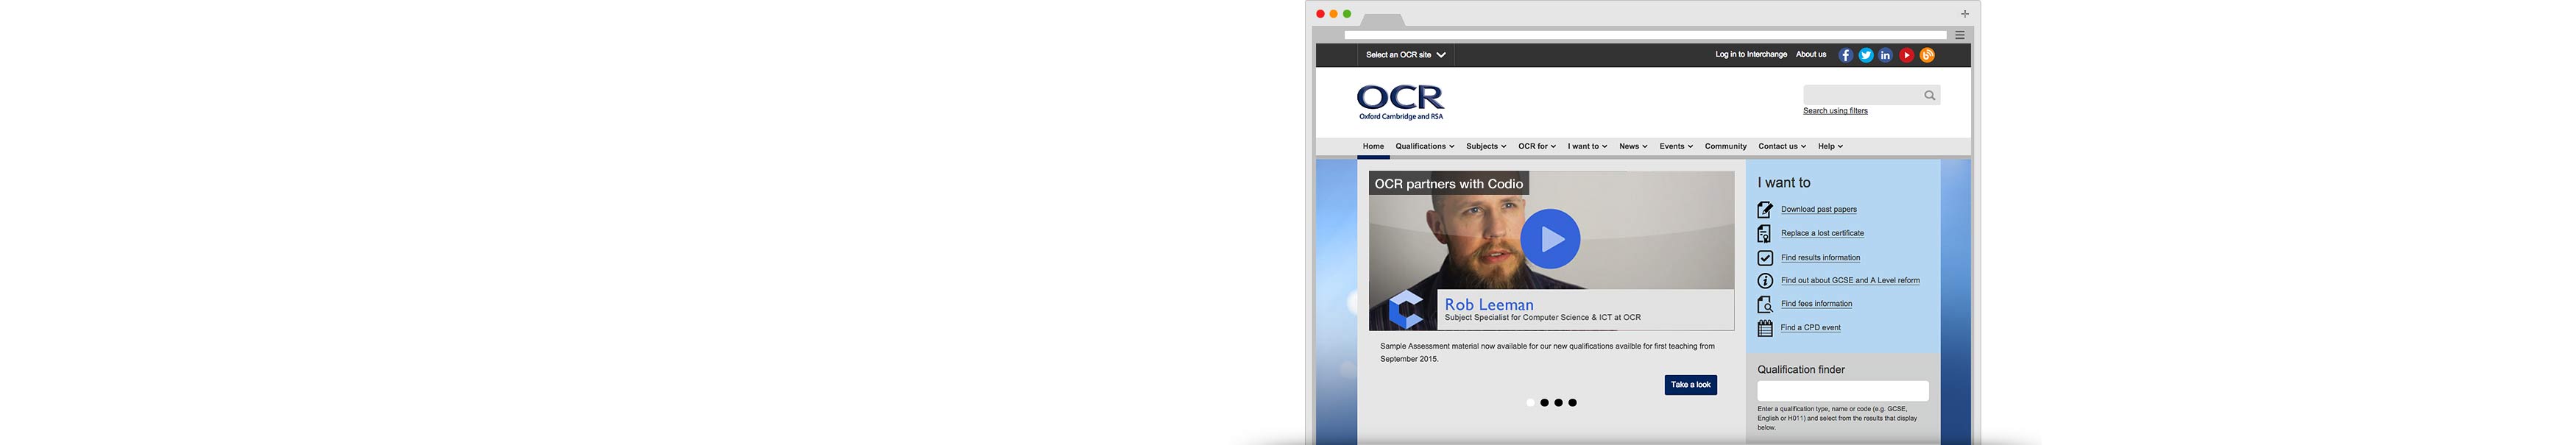 Select an OCR site
Log in to Interchange About us
OCR
Oxford Cambridge and RSA
Search using filters
Home Qualifications Subjects OCR for I want to News Events Community Contact us Help
OCR partners with Codio
Rob Leeman
Subject Specialist for Computer Science & ICT at OCR
Sample Assessment material now available for our new qualifications availble for first teaching from
September 2015.
Take a look
I want to
Download past papers
Replace a lost certificate
Find results information
Find out about GCSE and A Level reform
Find fees information
Find a CPD event
Qualification finder
Enter a qualification type, name or code (e.g. GCSE,
English or H011) and select from the results that display
below.